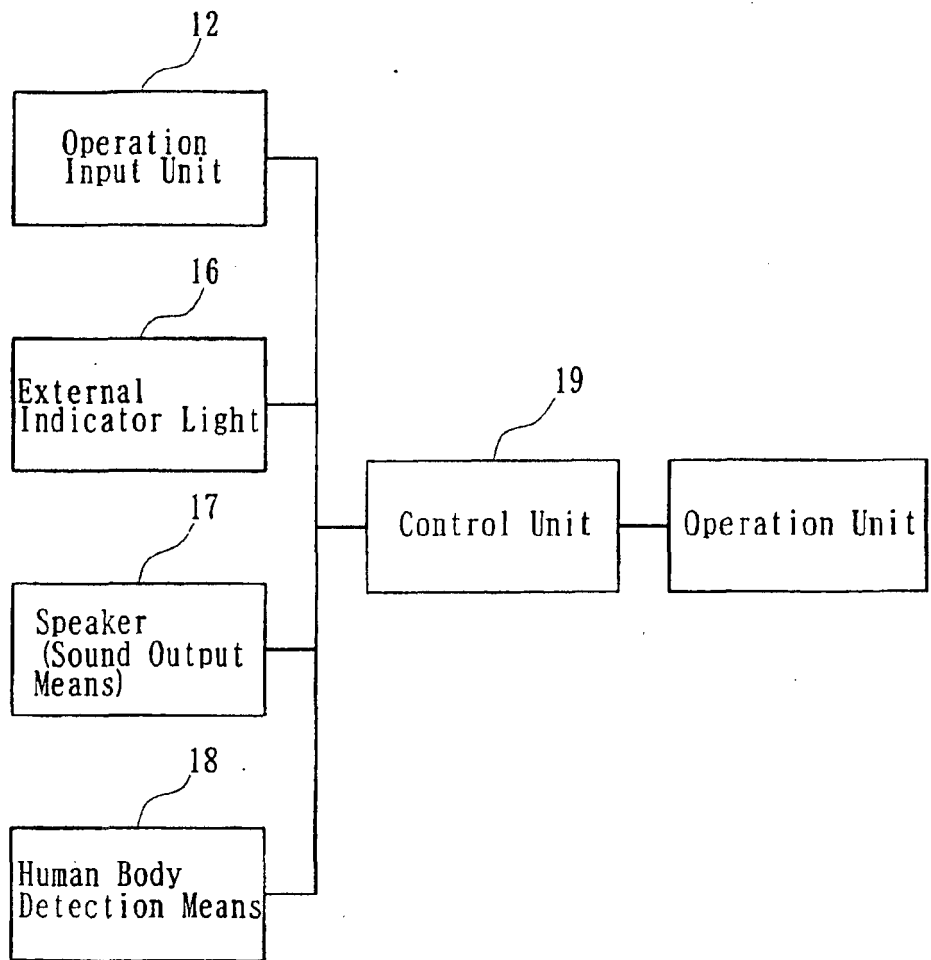 12
Operation
Input Unit
16
External
Indicator Light
19
Control Unit
Operation Unit
17
Speaker
(Sound Output
Means)
18
Human Body
Detection Means